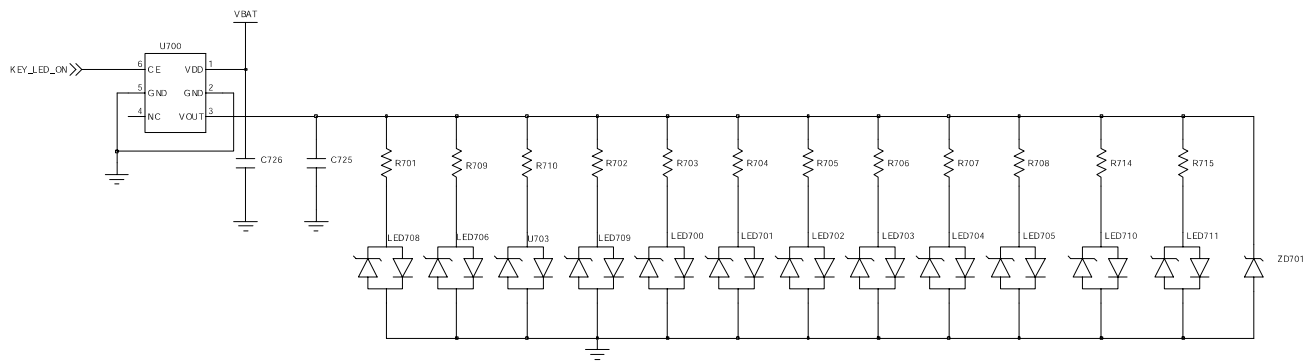 VBAT
U700
KEY_LED_ON
6 CE VDD 1
5 GND GND 2
4 NC VOUT 3
C726
C725
R701
R709
R710
R702
R703
R704
R705
R706
R707
R708
R714
R715
LED708
LED706
U703
LED709
LED700
LED701
LED702
LED703
LED704
LED705
LED710
LED711
ZD701